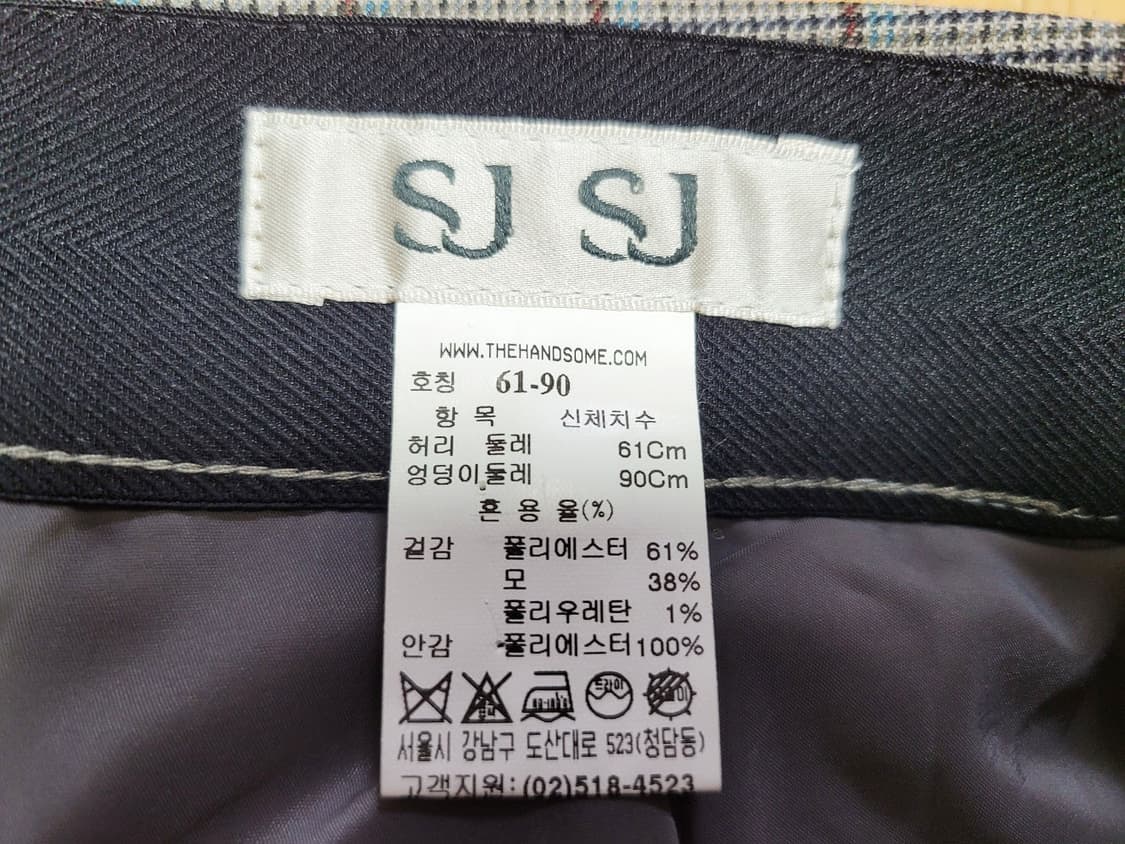 SJ SJ
WWW.THEHANDSOME.COM
호칭 61-90
항 목 신체치수
허리 둘레 61Cm
엉덩이둘레 90Cm
혼 용 율(%)
겉감 폴리에스터 61%
모 38%
폴리우레탄 1%
안감 폴리에스터100%
드라이
서울시 강남구 도산대로 523(청담동)
고객지원:(02)518-4523